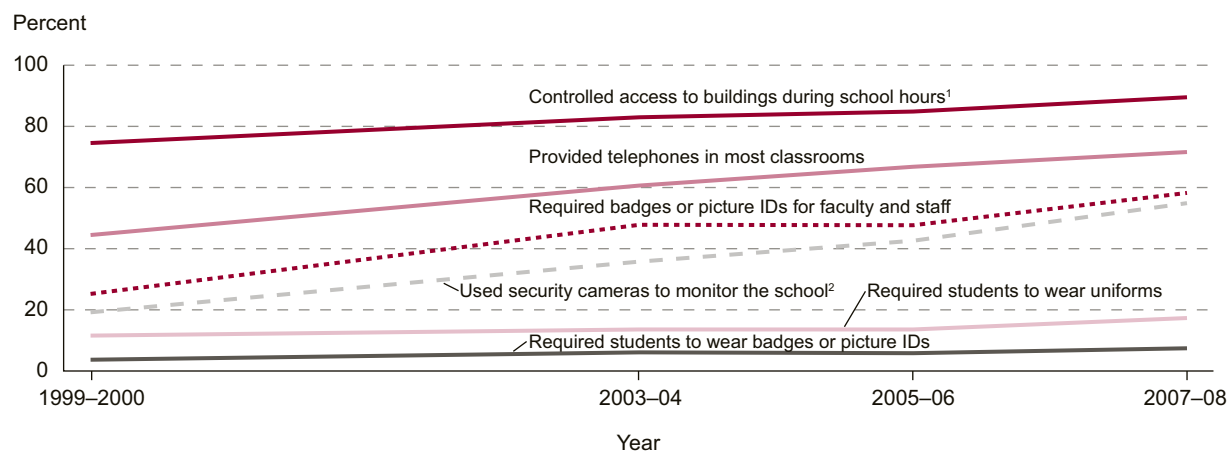 Percent
100
Controlled access to buildings during school hours1
80
Provided telephones in most classrooms
60
Required badges or picture IDs for faculty and staff
40
Used security cameras to monitor the school2
Required students to wear uniforms
20
Required students to wear badges or picture IDs
0
1999–2000
2003–04
2005–06
2007–08
Year